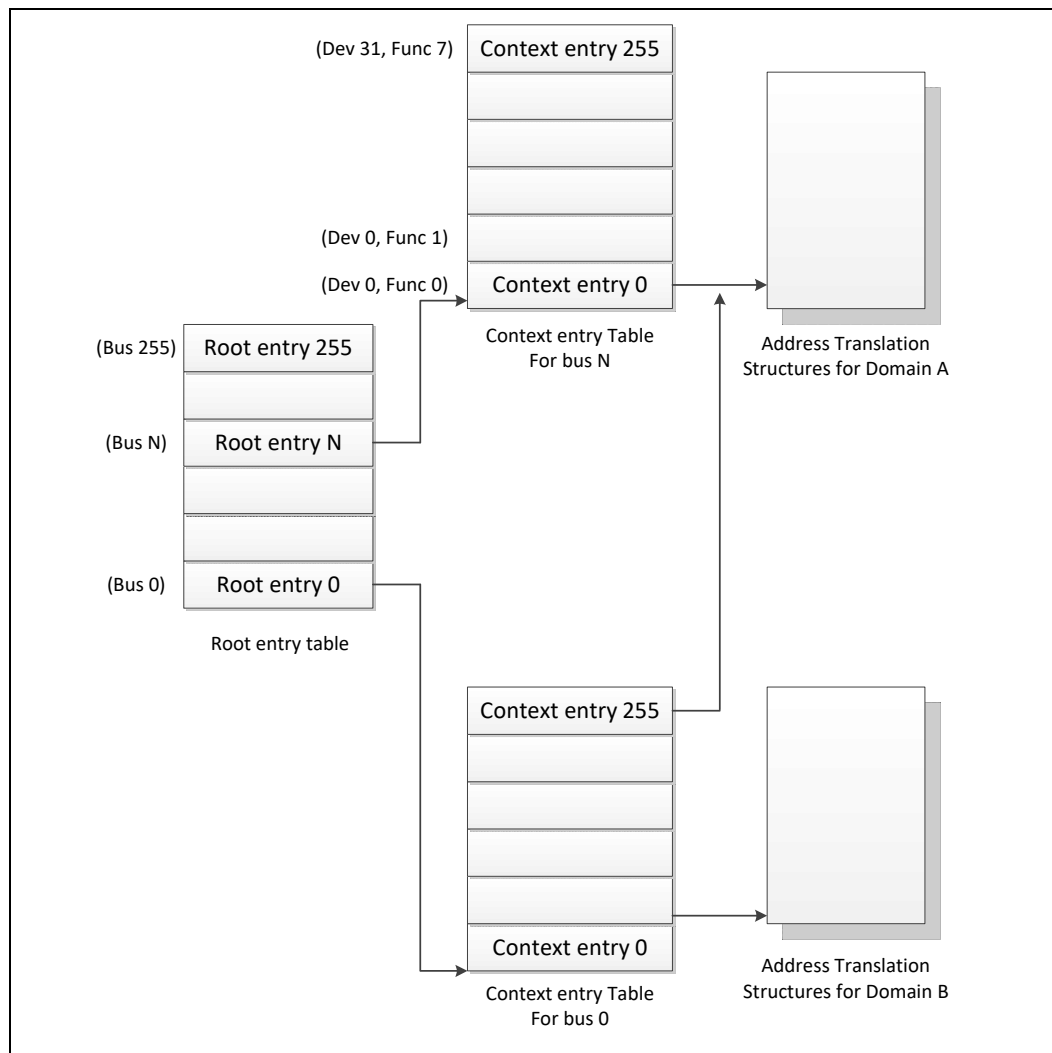 (Dev 31, Func 7)
Context entry 255
(Dev 0, Func 1)
(Dev 0, Func 0)
Context entry 0
Context entry Table
For bus N
Address Translation
Structures for Domain A
(Bus 255)
Root entry 255
(Bus N)
Root entry N
(Bus 0)
Root entry 0
Root entry table
Context entry 255
Context entry 0
Context entry Table
For bus 0
Address Translation
Structures for Domain B